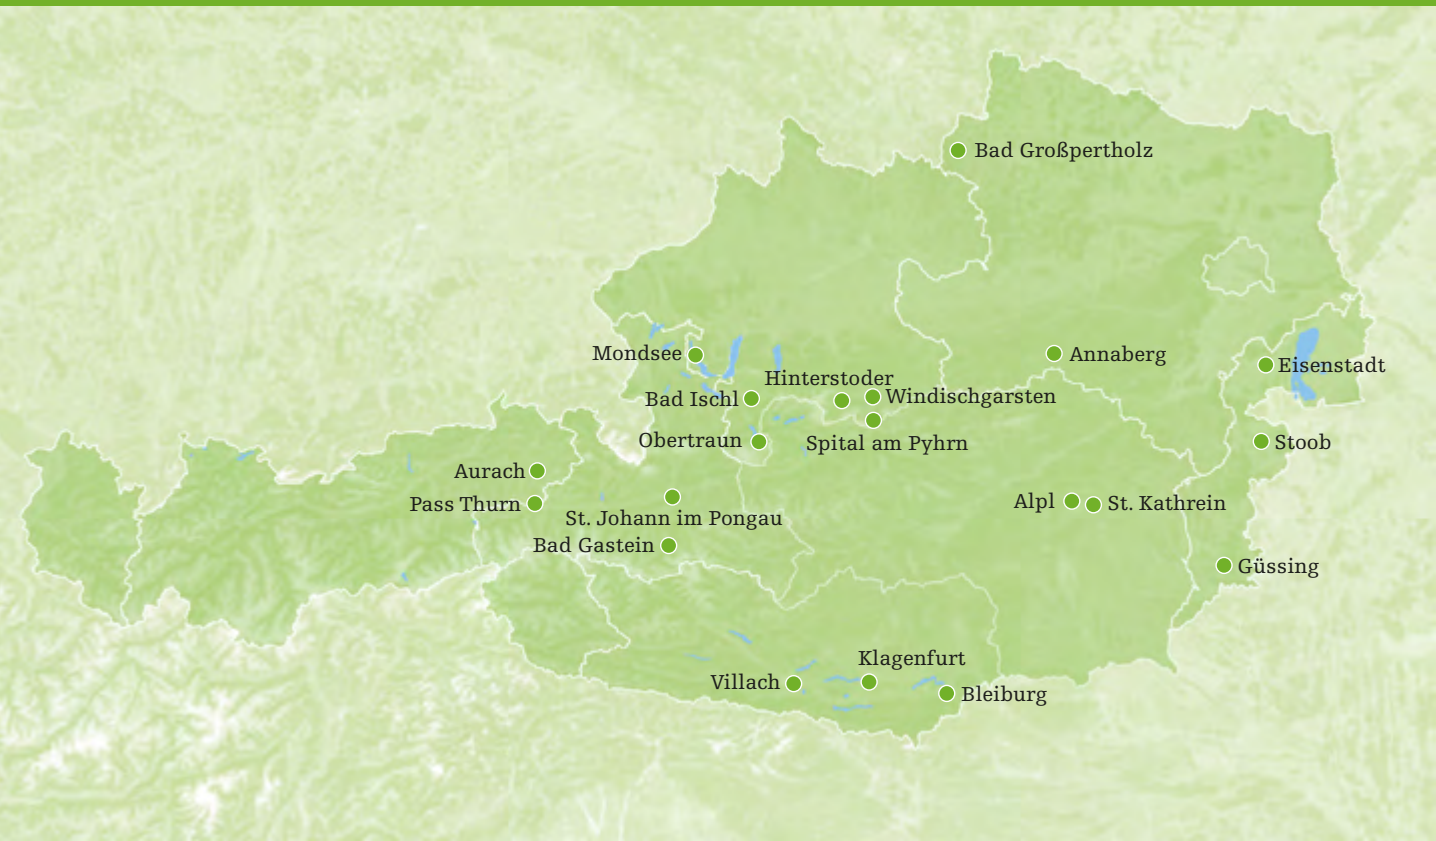 Bad Großpertholz
Mondsee
Annaberg
Eisenstadt
Hinterstoder
Windischgarsten
Bad Ischl
Obertraun
Spital am Pyhrn
Stoob
Aurach
Pass Thurn
Alpl
St. Kathrein
St. Johann im Pongau
Bad Gastein
Güssing
Klagenfurt
Villach
Bleiburg